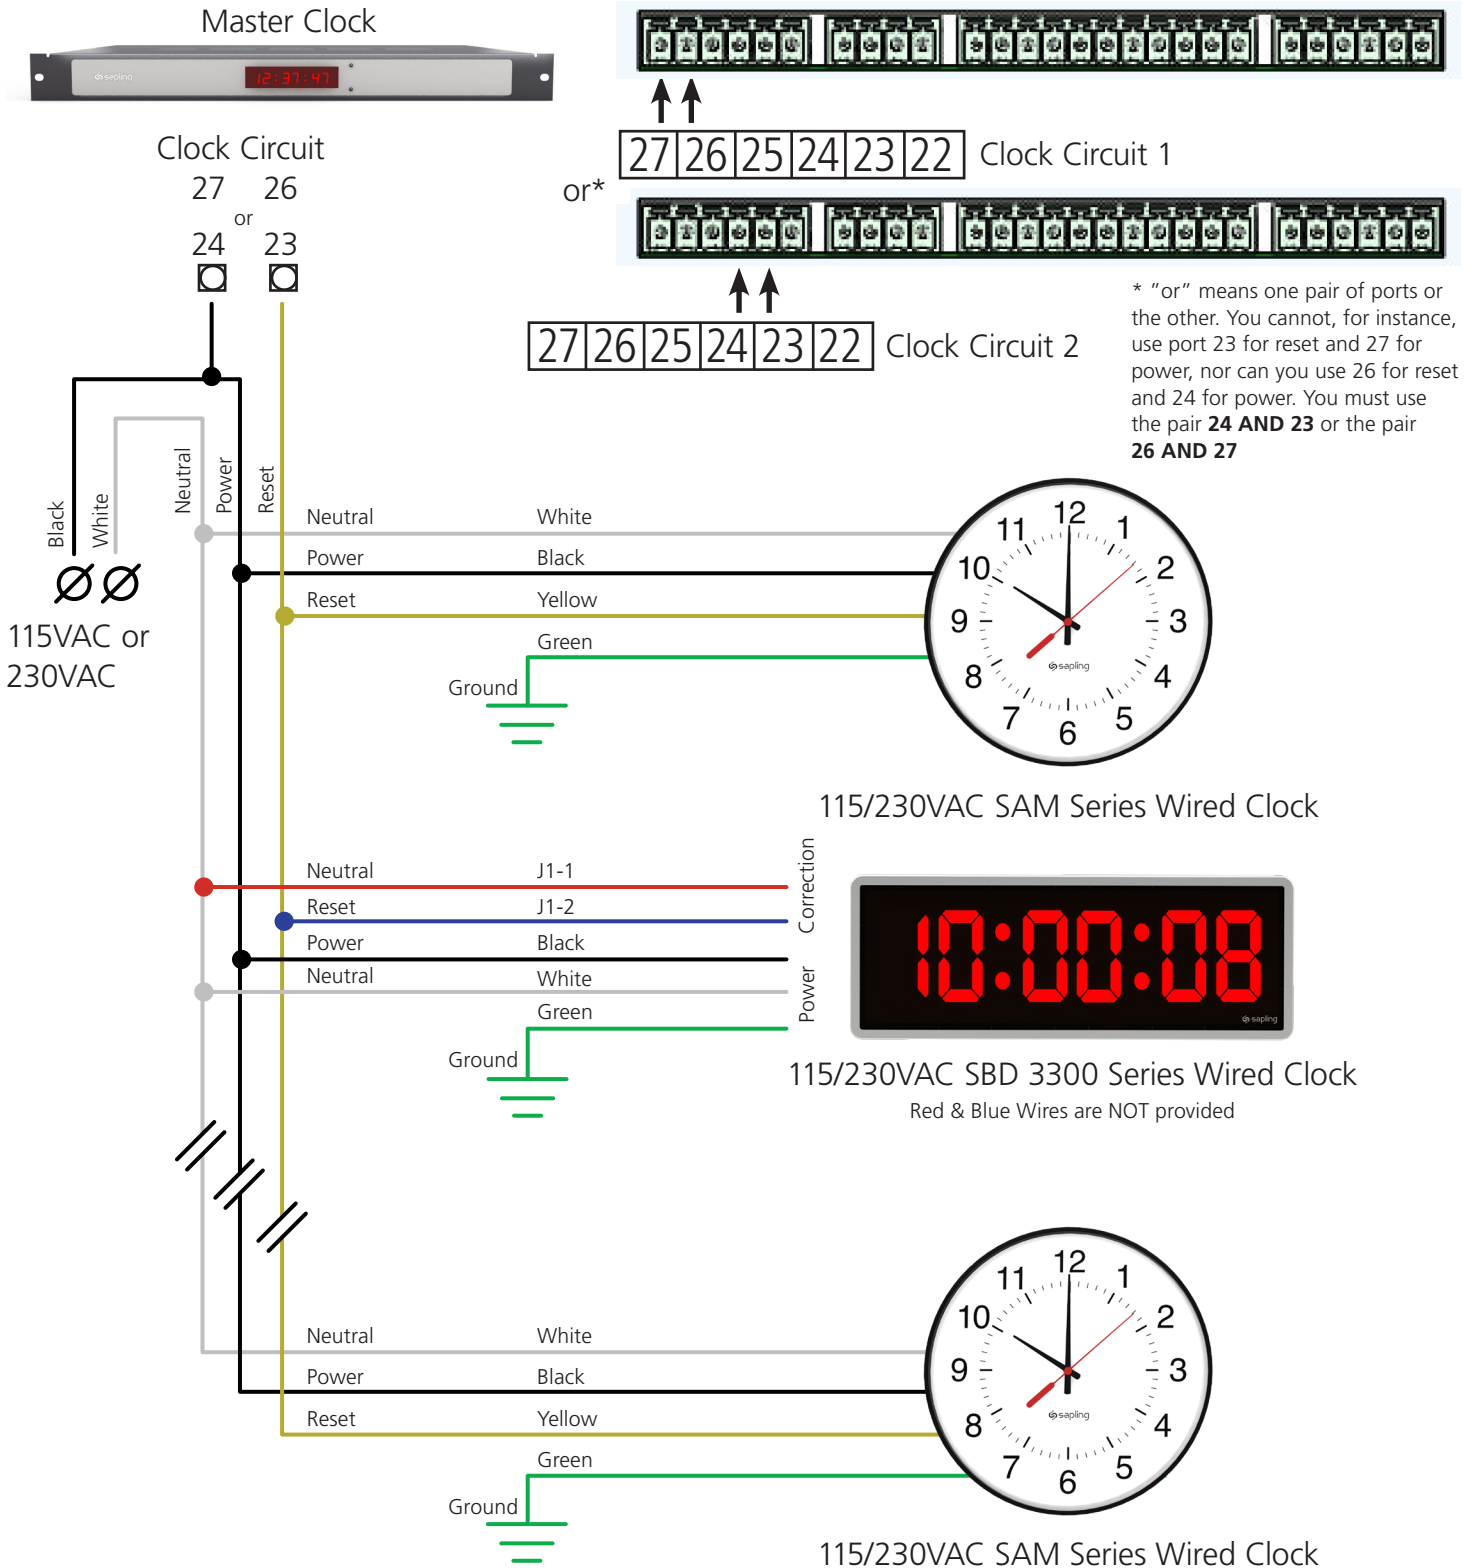 Master Clock
sapling
12:37:47
Clock Circuit
27 26
or
24 23
27 26 25 24 23 22 Clock Circuit 1
or*
27 26 25 24 23 22 Clock Circuit 2
* "or" means one pair of ports or
the other. You cannot, for instance,
use port 23 for reset and 27 for
power, nor can you use 26 for reset
and 24 for power. You must use
the pair 24 AND 23 or the pair
26 AND 27
Black
White
Neutral
Power
Reset
115VAC or
230VAC
Neutral White
Power Black
Reset Yellow
Green
Ground
12
1
2
3
4
5
6
7
8
9
10
11
sapling
115/230VAC SAM Series Wired Clock
Neutral J1-1
Reset J1-2
Power Black
Neutral White
Green
Ground
Correction
Power
10:00:08
sapling
115/230VAC SBD 3300 Series Wired Clock
Red & Blue Wires are NOT provided
Neutral White
Power Black
Reset Yellow
Green
Ground
12
1
2
3
4
5
6
7
8
9
10
11
sapling
115/230VAC SAM Series Wired Clock